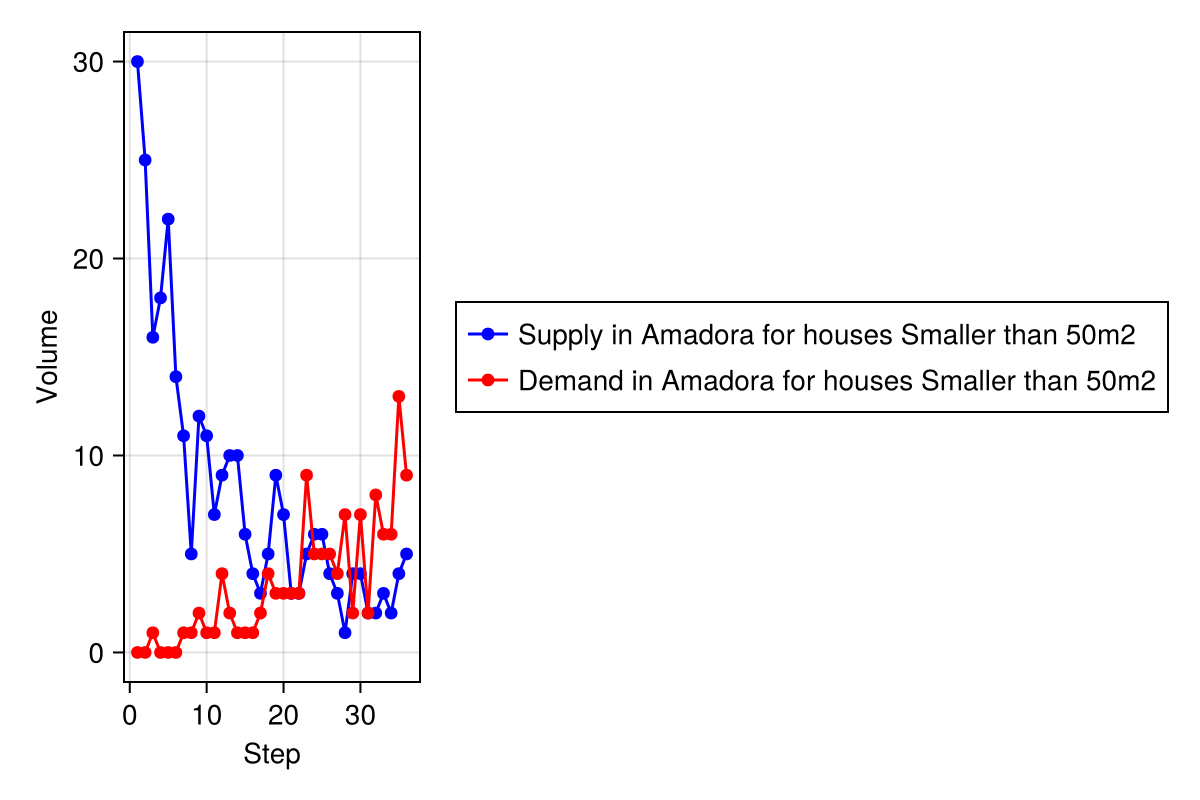 30
20
10
0
Volume
0 10 20 30
Step
Supply in Amadora for houses Smaller than 50m2
Demand in Amadora for houses Smaller than 50m2